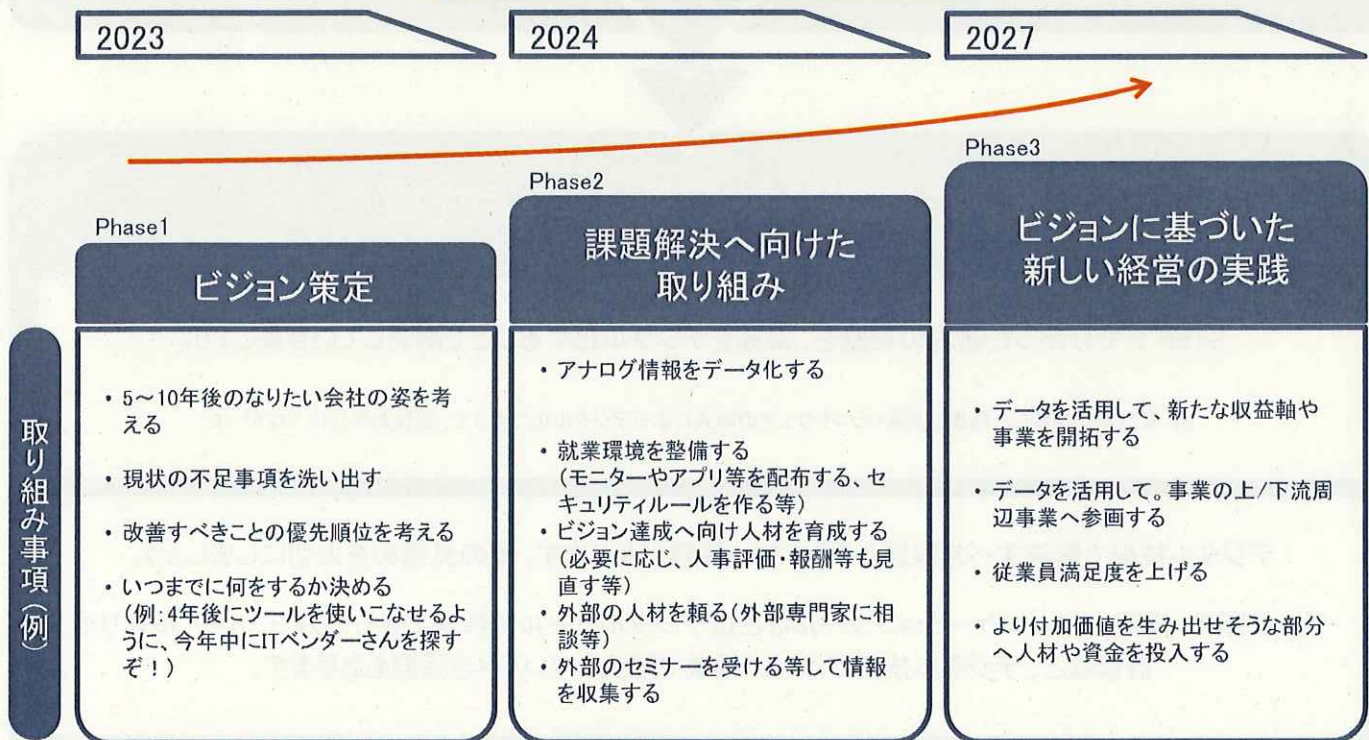 2023
2024
2027
Phase1
ビジョン策定
Phase2
課題解決へ向けた
取り組み
Phase3
ビジョンに基づいた
新しい経営の実践
取り組み事項（例）
・5～10年後のなりたい会社の姿を考
える
・現状の不足事項を洗い出す
・改善すべきことの優先順位を考える
・いつまでに何をするか決める
(例:4年後にツールを使いこなせるよ
うに、今年中にITベンダーさんを探す
ぞ！)
・アナログ情報をデータ化する
・就業環境を整備する
(モニターやアプリ等を配布する、セ
キュリティルールを作る等)
・ビジョン達成へ向け人材を育成する
(必要に応じ、人事評価・報酬等も見
直す等)
・外部の人材を頼る(外部専門家に相
談等)
・外部のセミナーを受ける等して情報
を収集する
・データを活用して、新たな収益軸や
事業を開拓する
・データを活用して。事業の上/下流周
辺事業へ参画する
・従業員満足度を上げる
・より付加価値を生み出せそうな部分
へ人材や資金を投入する